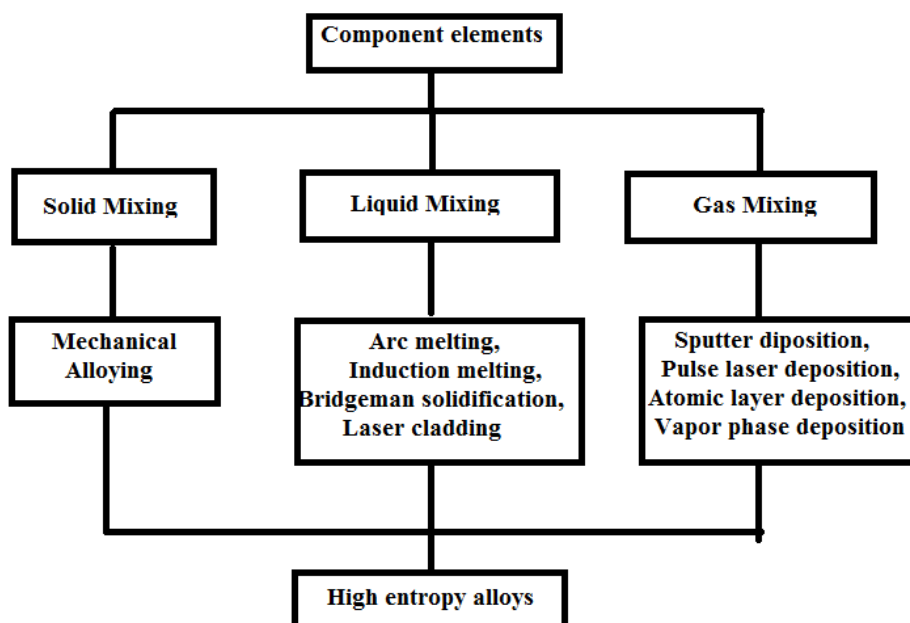 Component elements
Solid Mixing
Liquid Mixing
Gas Mixing
Mechanical
Alloying
Arc melting,
Induction melting,
Bridgeman solidification,
Laser cladding
Sputter diposition,
Pulse laser deposition,
Atomic layer deposition,
Vapor phase deposition
High entropy alloys